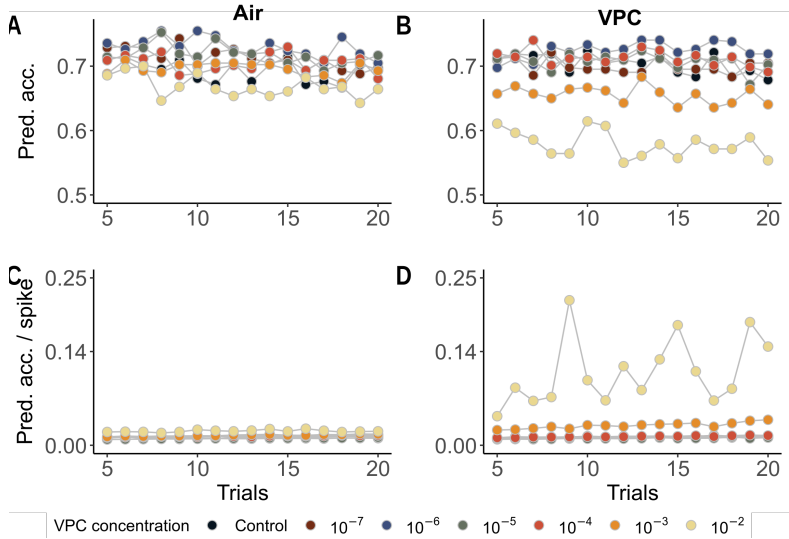 A Air B VPC
Pred. acc.
0.7
0.6
0.5
5 10 15 20
0.7
0.6
0.5
5 10 15 20
C D
Pred. acc. / spike
0.25
0.14
0.00
5 10 15 20
Trials
0.25
0.14
0.00
5 10 15 20
Trials
VPC concentration Control 10⁻⁷ 10⁻⁶ 10⁻⁵ 10⁻⁴ 10⁻³ 10⁻²